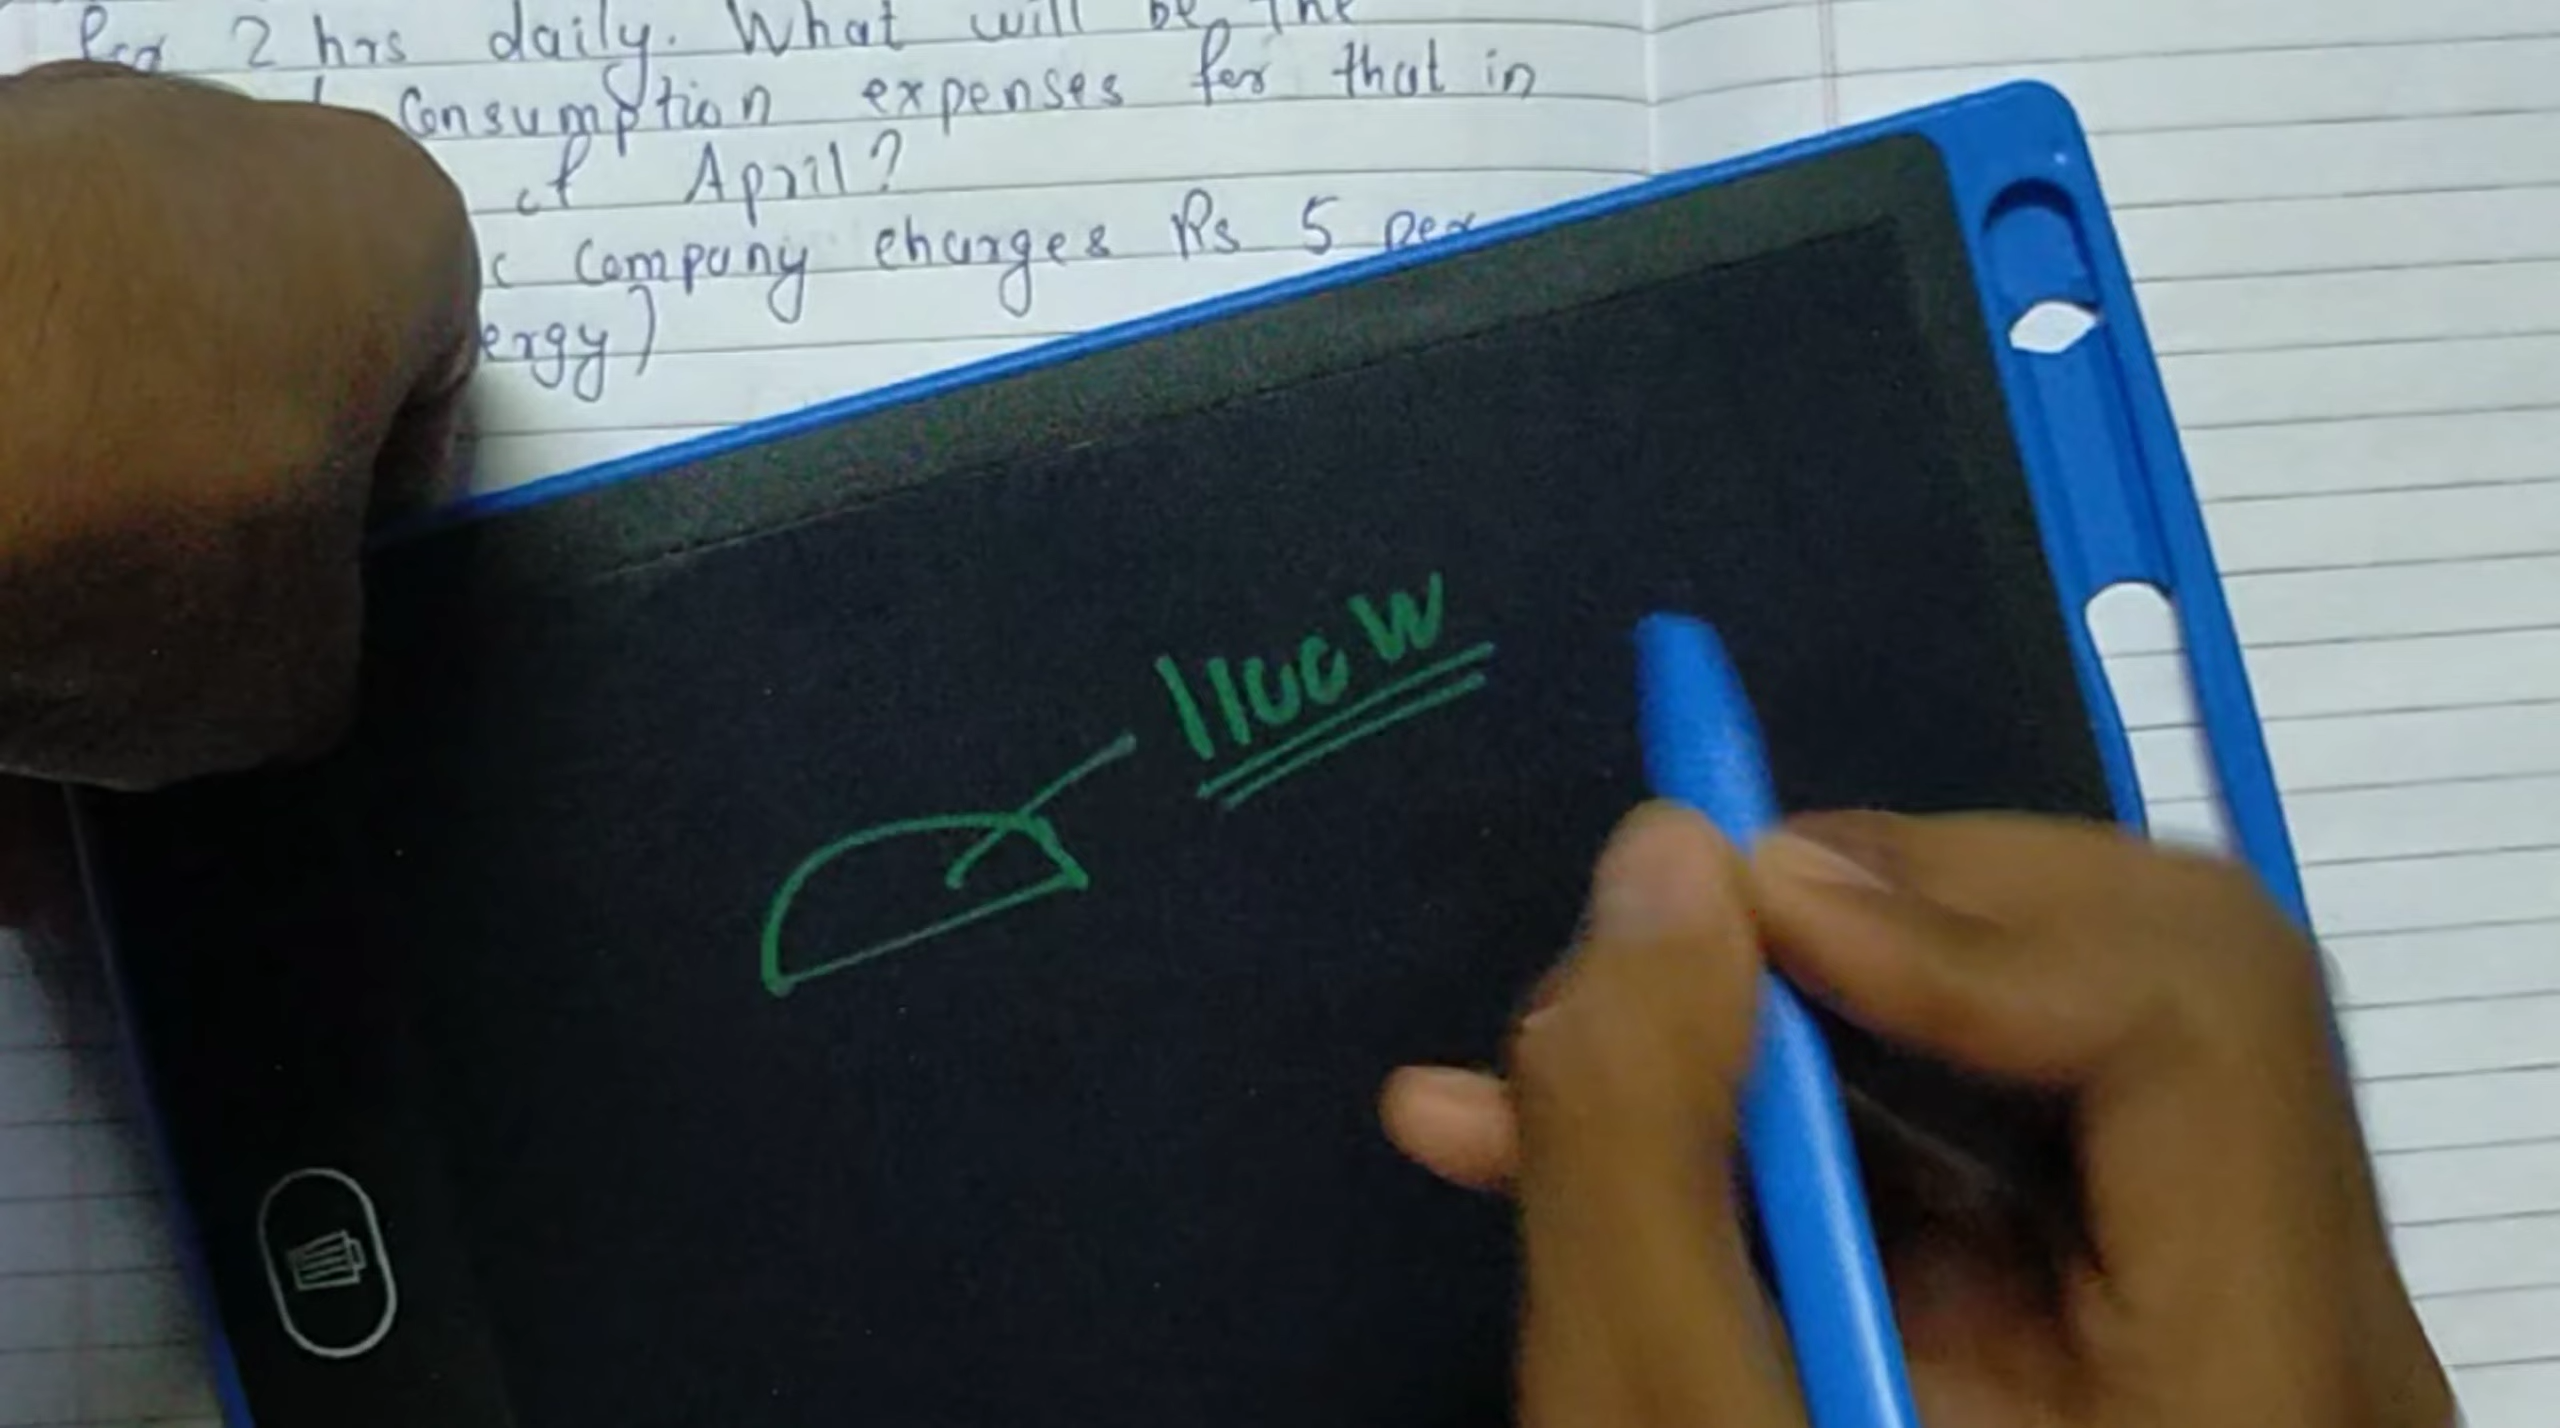 for 2 hrs daily. What will be the
Consumption expenses for that in
of April?
c Company charges Rs 5 per
ergy)
1100 W